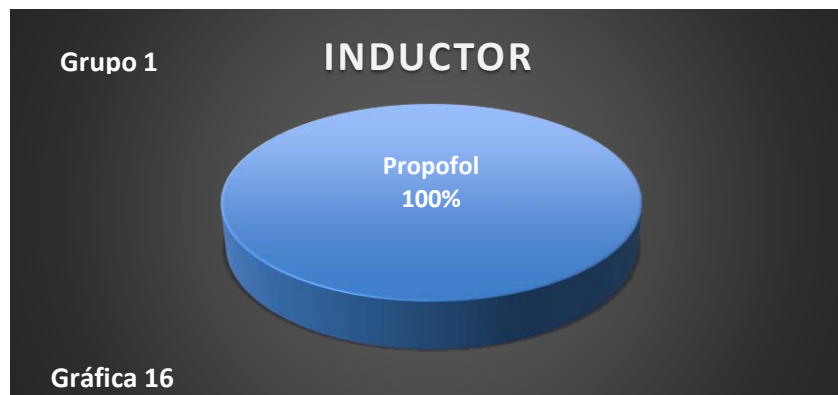 Grupo 1
INDUCTOR
Propofol
100%
Gráfica 16